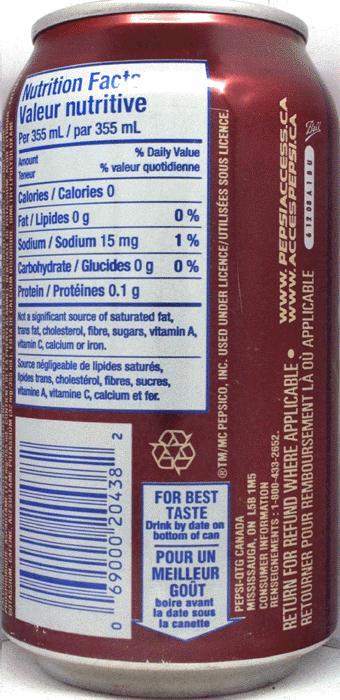 Nutrition Facts
Valeur nutritive
Per 355 mL / par 355 mL
Amount % Daily Value
Teneur % valeur quotidienne
Calories / Calories 0
Fat / Lipides 0 g 0 %
Sodium / Sodium 15 mg 1 %
Carbohydrate / Glucides 0 g 0 %
Protein / Protéines 0.1 g
Not a significant source of saturated fat,
trans fat, cholesterol, fibre, sugars, vitamin A,
vitamin C, calcium or iron.
Source négligeable de lipides saturés,
lipides trans, cholestérol, fibres, sucres,
vitamine A, vitamine C, calcium et fer.
0 69000 20438 2
FOR BEST
TASTE
Drink by date on
bottom of can
POUR UN
MEILLEUR
GOÛT
boire avant
la date sous
la canette
®TM/MC PEPSICO, INC. USED UNDER LICENCE/UTILISÉES SOUS LICENCE.
PEPSI-QTG CANADA
MISSISSAUGA, ON L5B 1M5
CONSUMER INFORMATION
RENSEIGNEMENTS : 1-800-433-2652.
WWW.PEPSIACCESS.CA
WWW.ACCESPEPSI.CA
RETURN FOR REFUND WHERE APPLICABLE •
RETOURNER POUR REMBOURSEMENT LÀ OÙ APPLICABLE
Ball